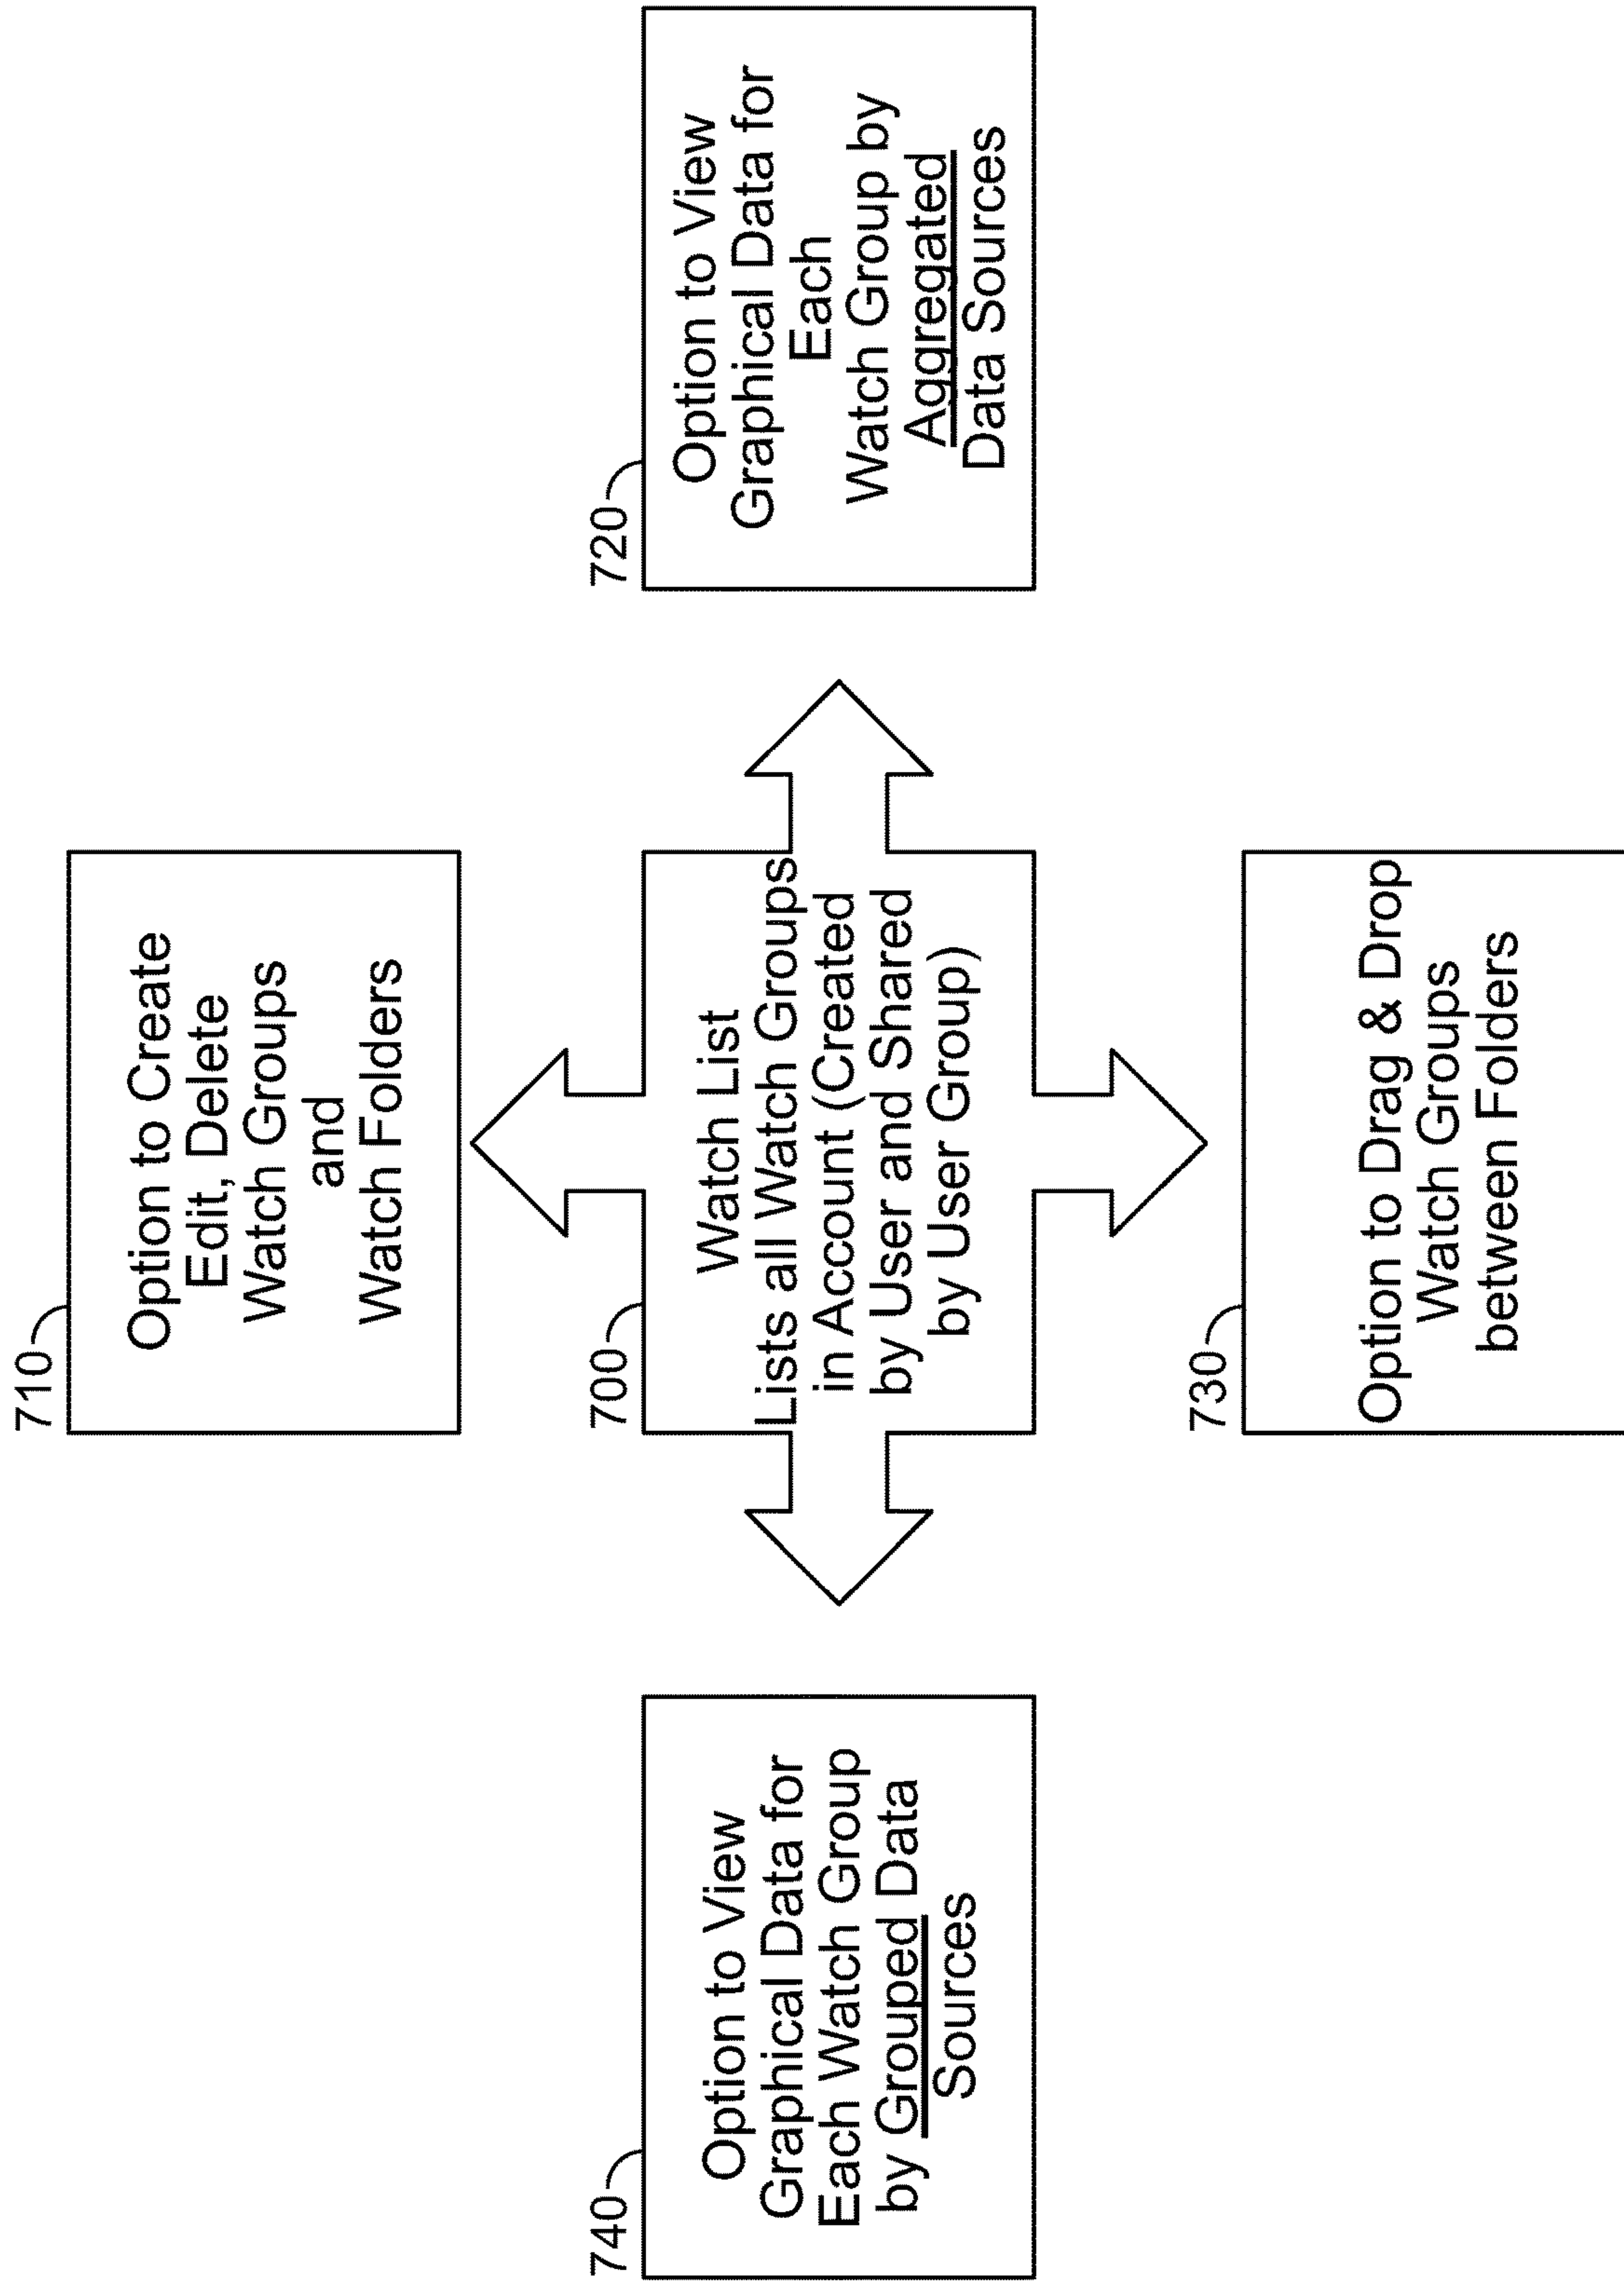 710
Option to Create
Edit, Delete
Watch Groups
and
Watch Folders
740
Option to View
Graphical Data for
Each Watch Group
by Grouped Data
Sources
700
Watch List
Lists all Watch Groups
in Account (Created
by User and Shared
by User Group)
720
Option to View
Graphical Data for
Each
Watch Group by
Aggregated
Data Sources
730
Option to Drag & Drop
Watch Groups
between Folders